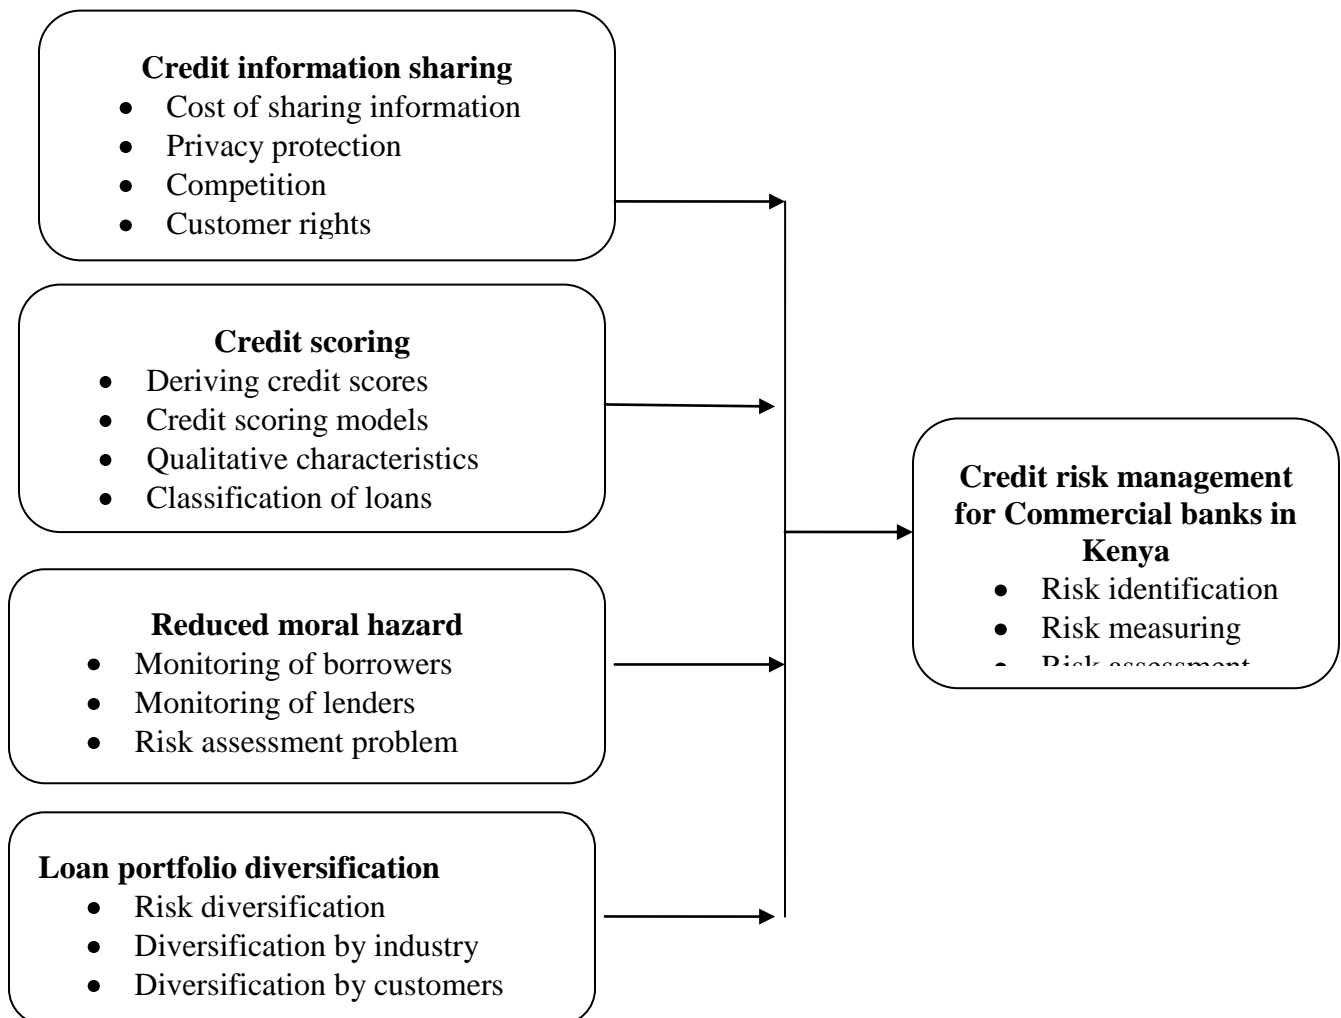 Credit information sharing
• Cost of sharing information
• Privacy protection
• Competition
• Customer rights
Credit scoring
• Deriving credit scores
• Credit scoring models
• Qualitative characteristics
• Classification of loans
Reduced moral hazard
• Monitoring of borrowers
• Monitoring of lenders
• Risk assessment problem
Loan portfolio diversification
• Risk diversification
• Diversification by industry
• Diversification by customers
Credit risk management
for Commercial banks in
Kenya
• Risk identification
• Risk measuring
• Risk assessment